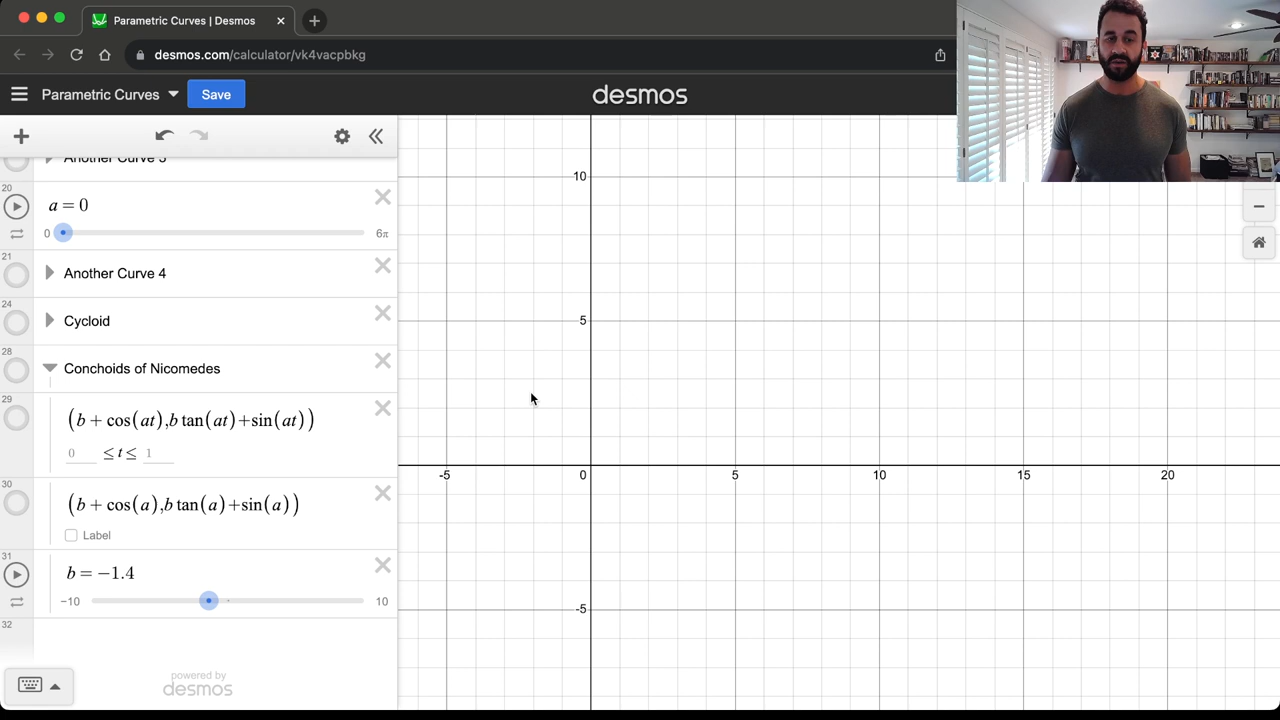 Parametric Curves | Desmos
desmos.com/calculator/vk4vacpbkg
Parametric Curves
Save
desmos
Another Curve 3
20
a = 0
0
6π
21
Another Curve 4
24
Cycloid
28
Conchoids of Nicomedes
29
(b + cos(at),b tan(at)+sin(at))
0 ≤ t ≤ 1
30
(b + cos(a),b tan(a)+sin(a))
Label
31
b = −1.4
−10
10
32
powered by
desmos
10
5
-5 0 5 10 15 20
-5